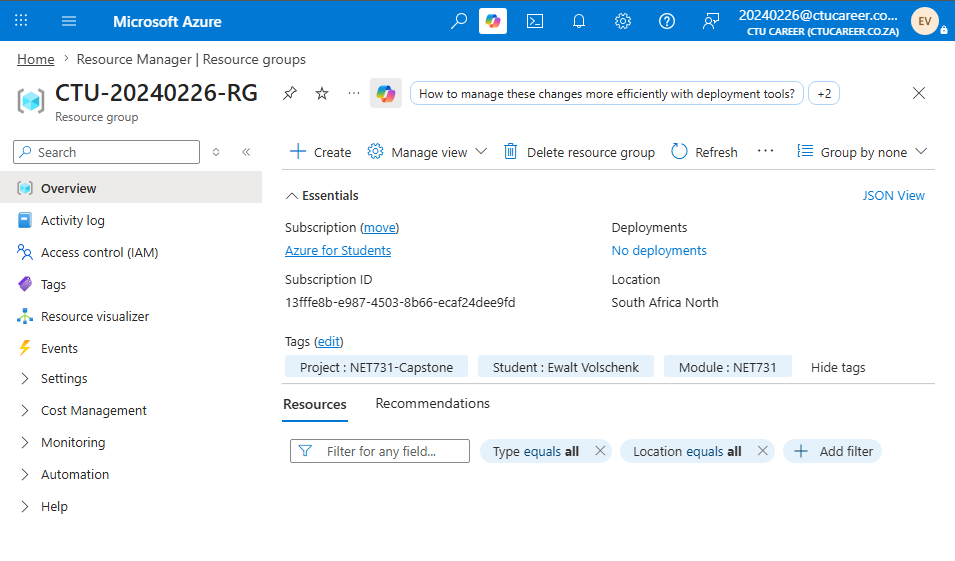 Microsoft Azure
20240226@ctucareer.co...
CTU CAREER (CTUCAREER.CO.ZA)
EV
Home > Resource Manager | Resource groups
CTU-20240226-RG
Resource group
How to manage these changes more efficiently with deployment tools?
+2
Search
Overview
Activity log
Access control (IAM)
Tags
Resource visualizer
Events
Settings
Cost Management
Monitoring
Automation
Help
Create Manage view Delete resource group Refresh ... Group by none
Essentials
JSON View
Subscription (move)
Azure for Students
Subscription ID
13fffe8b-e987-4503-8b66-ecaf24dee9fd
Deployments
No deployments
Location
South Africa North
Tags (edit)
Project : NET731-Capstone Student : Ewalt Volschenk Module : NET731 Hide tags
Resources Recommendations
Filter for any field... Type equals all Location equals all Add filter